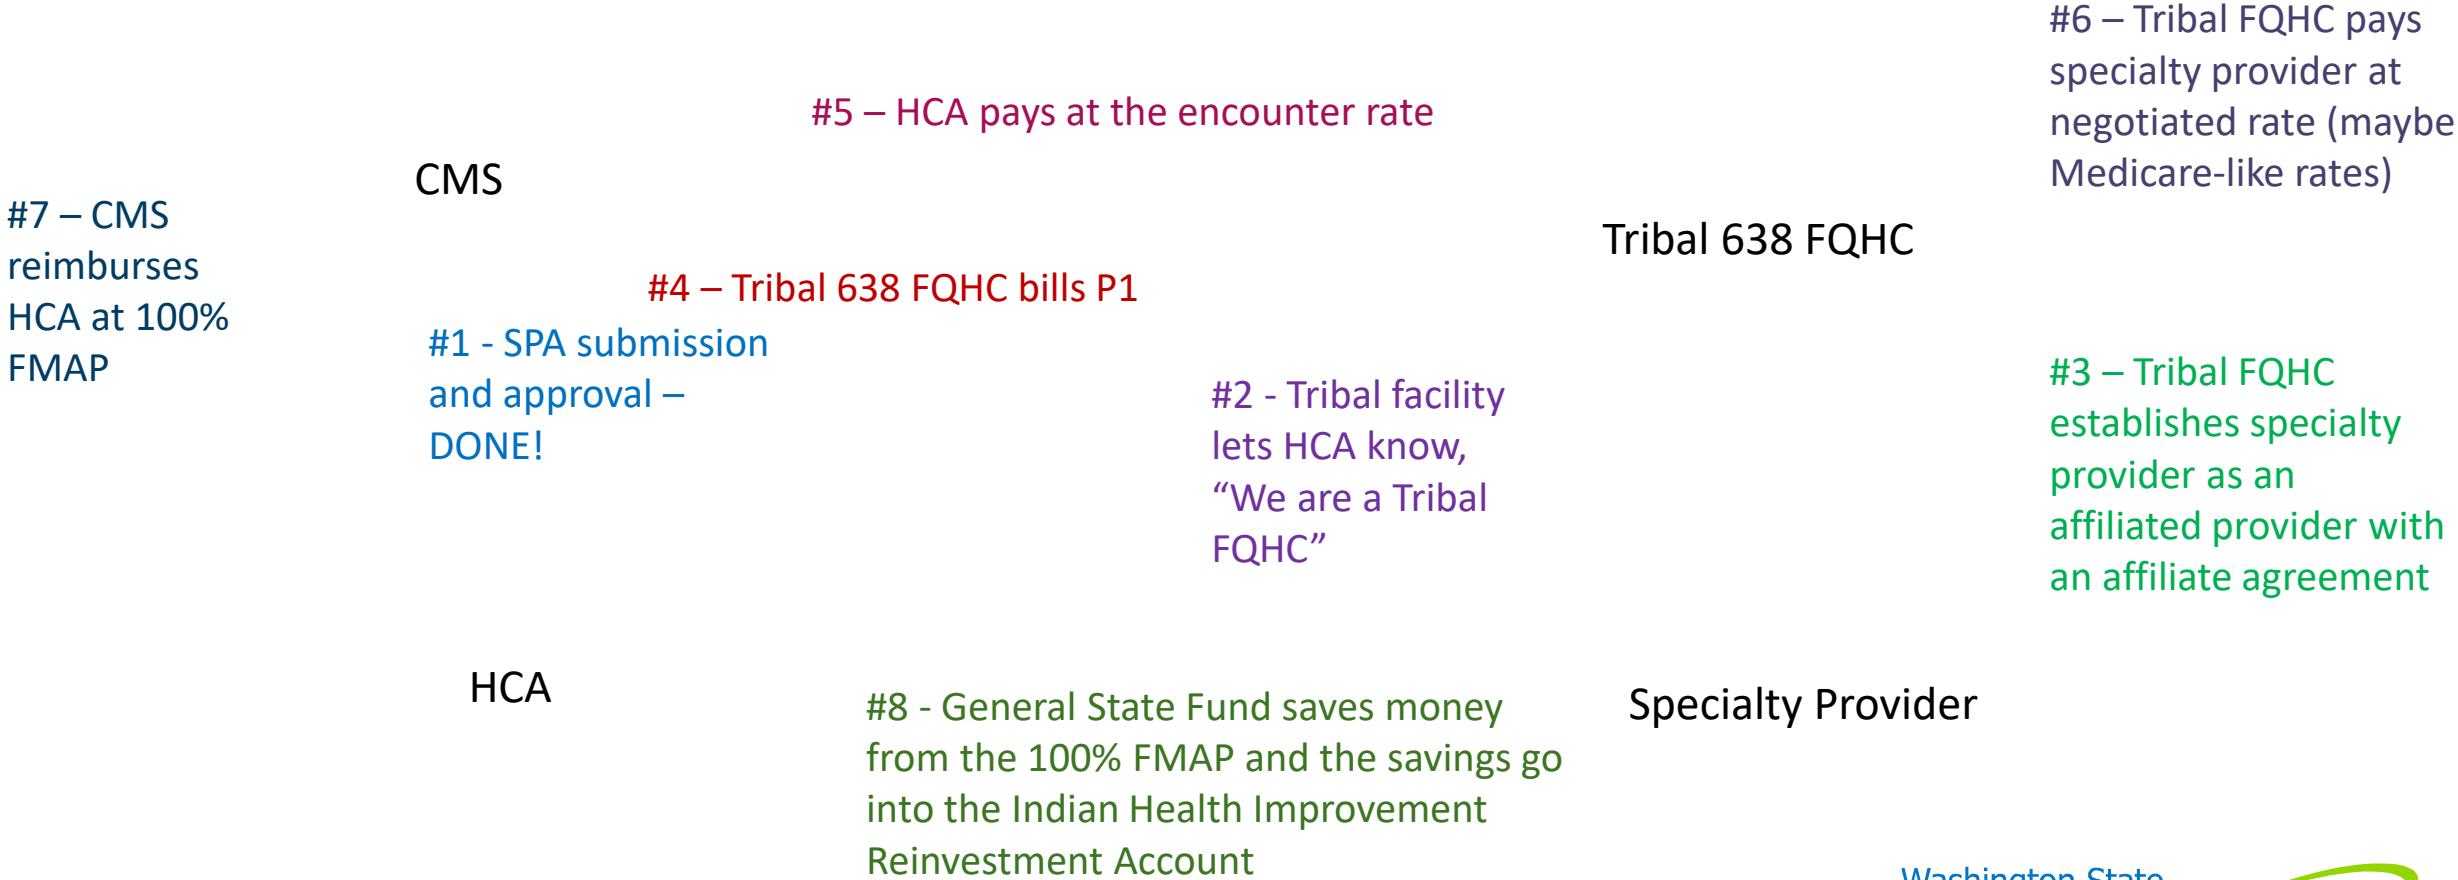 #6 – Tribal FQHC pays
specialty provider at
negotiated rate (maybe
Medicare-like rates)
#5 – HCA pays at the encounter rate
CMS
#7 – CMS
reimburses
HCA at 100%
FMAP
Tribal 638 FQHC
#4 – Tribal 638 FQHC bills P1
#1 - SPA submission
and approval –
DONE!
#2 - Tribal facility
lets HCA know,
“We are a Tribal
FQHC”
#3 – Tribal FQHC
establishes specialty
provider as an
affiliated provider with
an affiliate agreement
HCA
Specialty Provider
#8 - General State Fund saves money
from the 100% FMAP and the savings go
into the Indian Health Improvement
Reinvestment Account
Washington State